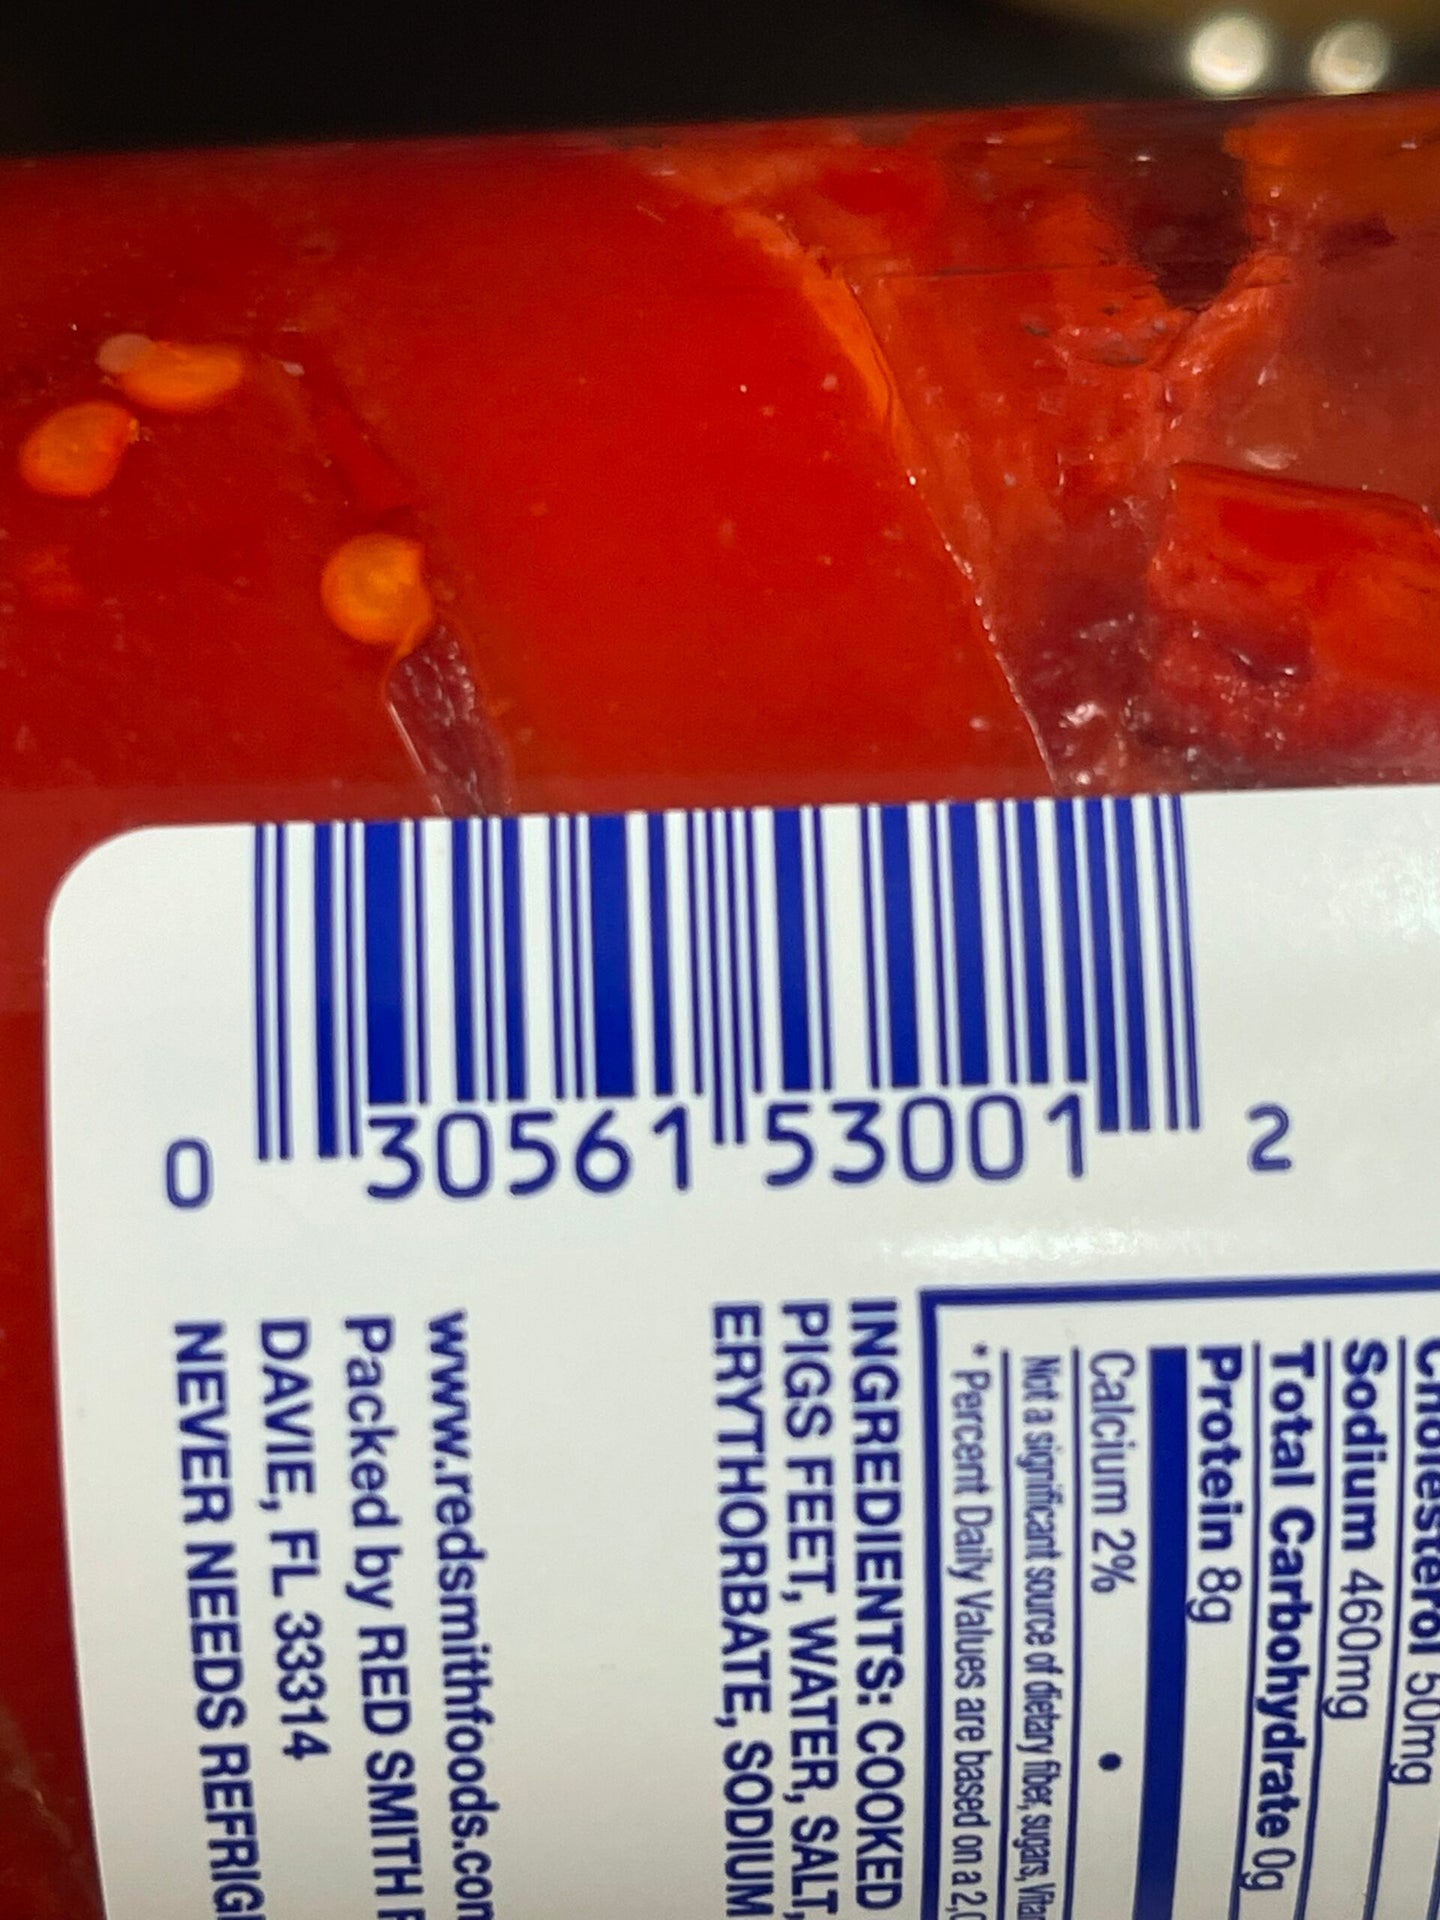 0 30561 53001 2
Cholesterol 50mg
Sodium 460mg
Total Carbohydrate 0g
Protein 8g
Calcium 2% •
Not a significant source of dietary fiber, sugars,
* Percent Daily Values are based on a
INGREDIENTS: COOKED
PIGS FEET, WATER, SALT,
ERYTHORBATE, SODIUM
www.redsmithfoods.com
Packed by RED SMITH
DAVIE, FL 33314
NEVER NEEDS